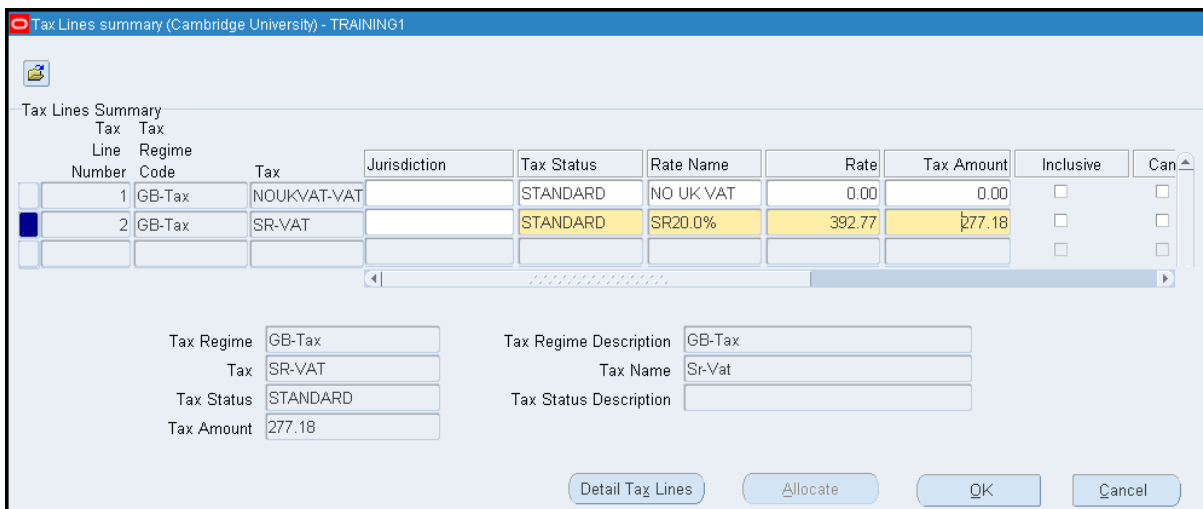 Tax Lines summary (Cambridge University) - TRAINING1
Tax Lines Summary
Tax Line Number Tax Regime Code Tax Jurisdiction Tax Status Rate Name Rate Tax Amount Inclusive Can
1 GB-Tax NOUKVAT-VAT STANDARD NO UK VAT 0.00 0.00
2 GB-Tax SR-VAT STANDARD SR20.0% 392.77 277.18
Tax Regime GB-Tax Tax Regime Description GB-Tax
Tax SR-VAT Tax Name Sr-Vat
Tax Status STANDARD Tax Status Description
Tax Amount 277.18
Detail Tax Lines Allocate OK Cancel